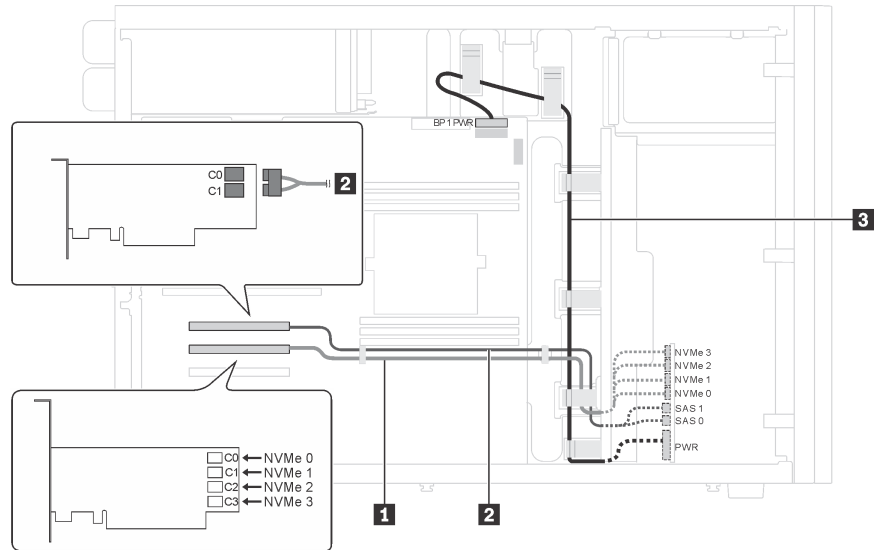 BP1 PWR
C0
C1
2
3
NVMe 3
NVMe 2
NVMe 1
NVMe 0
SAS 1
SAS 0
PWR
C0 NVMe 0
C1 NVMe 1
C2 NVMe 2
C3 NVMe 3
1
2